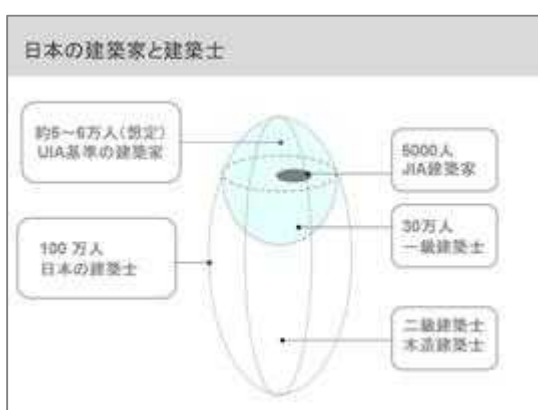 日本の建築家と建築士
約5～6万人(想定)
UIA基準の建築家
5000人
JIA建築家
100 万人
日本の建築士
30万人
一級建築士
二級建築士
木造建築士